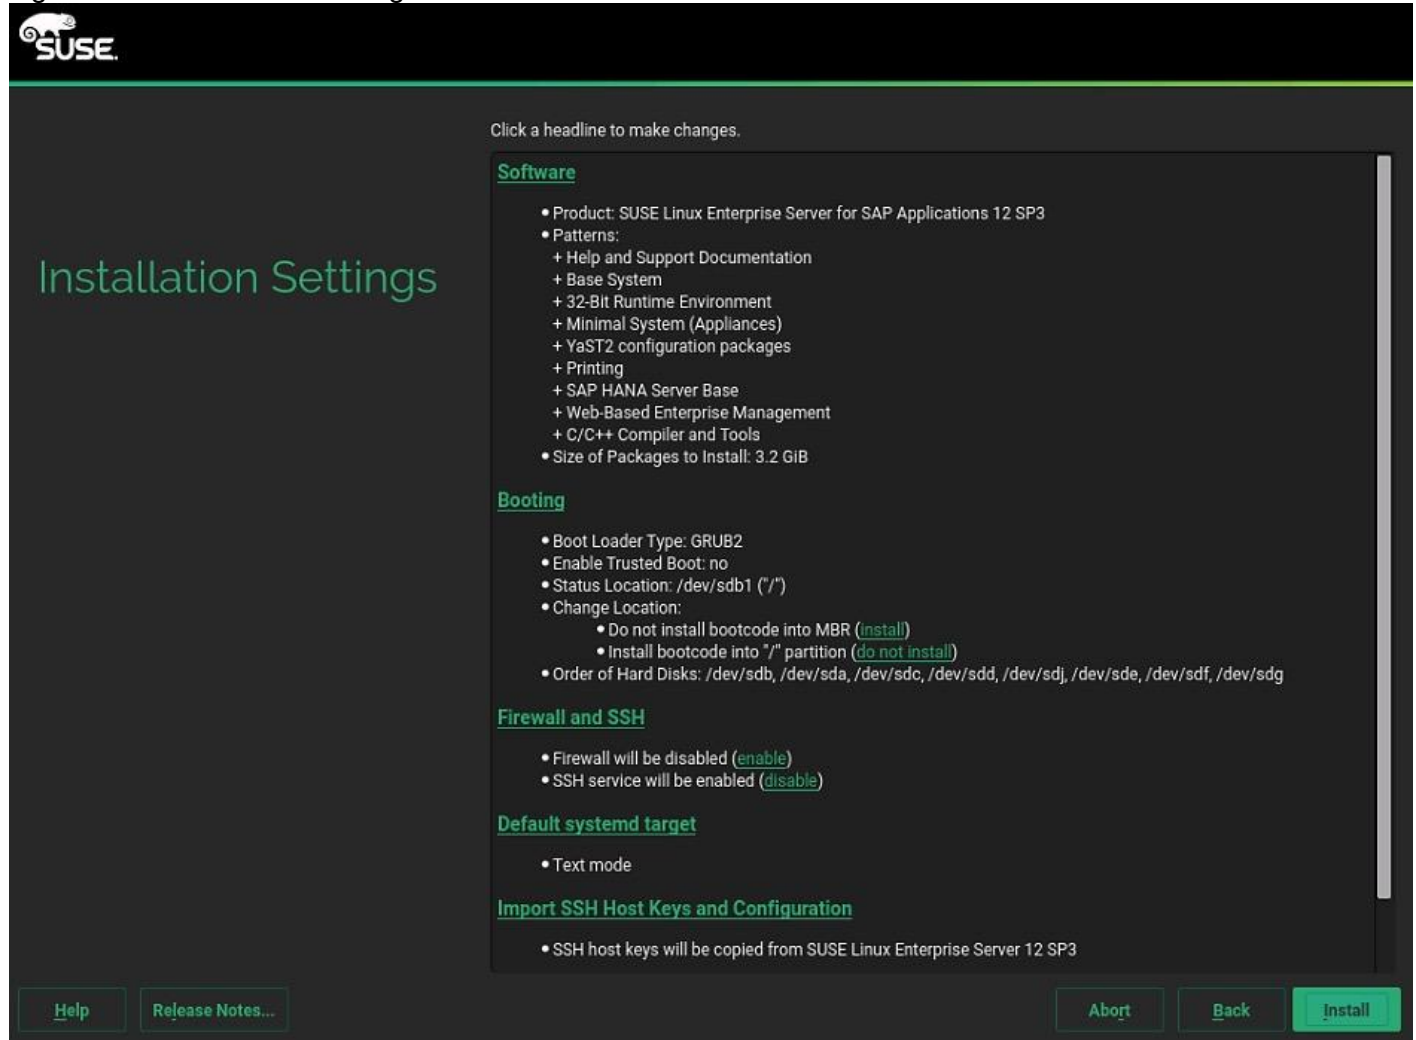 SUSE.
Click a headline to make changes.
Software
• Product: SUSE Linux Enterprise Server for SAP Applications 12 SP3
• Patterns:
+ Help and Support Documentation
+ Base System
Installation Settings
+ 32-Bit Runtime Environment
+ Minimal System (Appliances)
+ YaST2 configuration packages
+ Printing
+ SAP HANA Server Base
+ Web-Based Enterprise Management
+ C/C++ Compiler and Tools
• Size of Packages to Install: 3.2 GiB
Booting
• Boot Loader Type: GRUB2
• Enable Trusted Boot: no
• Status Location: /dev/sdb1 ("/")
• Change Location:
• Do not install bootcode into MBR (install)
• Install bootcode into "/" partition (do not install)
• Order of Hard Disks: /dev/sdb, /dev/sda, /dev/sdc, /dev/sdd, /dev/sdj, /dev/sde, /dev/sdf, /dev/sdg
Firewall and SSH
• Firewall will be disabled (enable)
• SSH service will be enabled (disable)
Default systemd target
• Text mode
Import SSH Host Keys and Configuration
• SSH host keys will be copied from SUSE Linux Enterprise Server 12 SP3
Help Release Notes... Abort Back Install